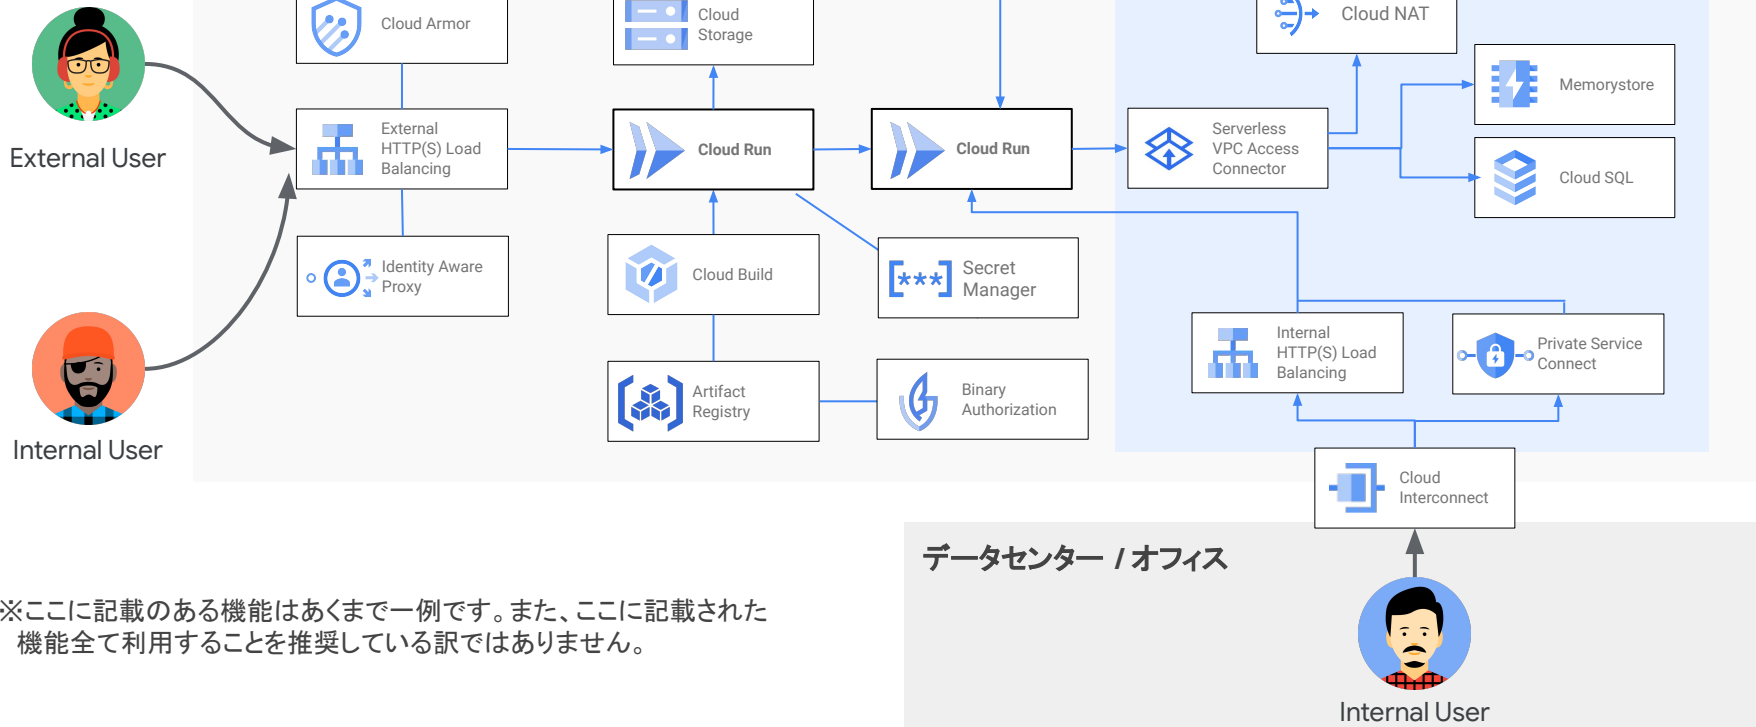 Cloud Armor
Cloud
Storage
Cloud NAT
External User
External
HTTP(S) Load
Balancing
Cloud Run
Cloud Run
Serverless
VPC Access
Connector
Memorystore
Cloud SQL
Identity Aware
Proxy
Cloud Build
[***]
Secret
Manager
Internal User
Artifact
Registry
Binary
Authorization
Internal
HTTP(S) Load
Balancing
Private Service
Connect
Cloud
Interconnect
データセンター / オフィス
※ここに記載のある機能はあくまで一例です。また、ここに記載された
機能全て利用することを推奨している訳ではありません。
Internal User